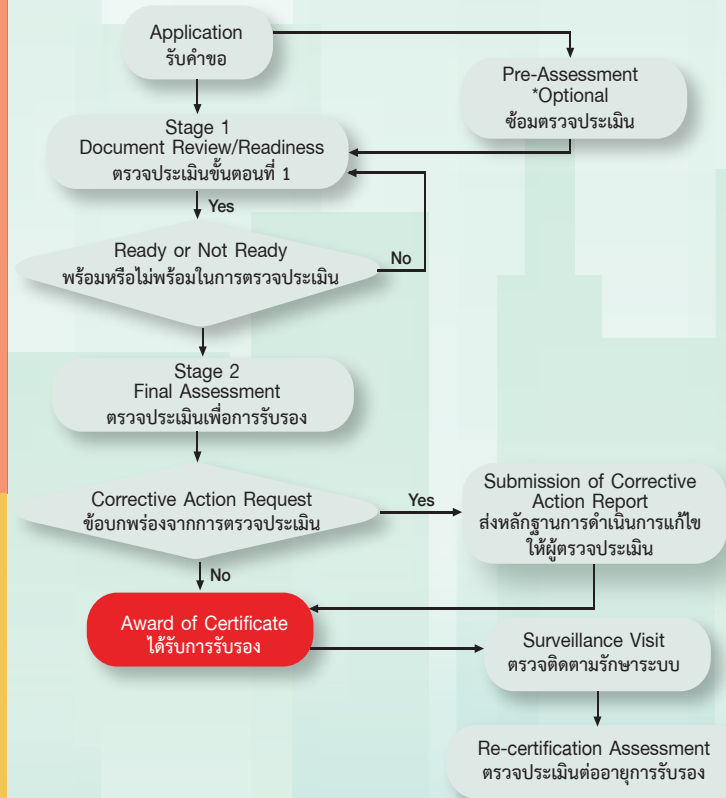 Application
รับคำขอ
Pre-Assessment
*Optional
ซ้อมตรวจประเมิน
Stage 1
Document Review/Readiness
ตรวจประเมินขั้นตอนที่ 1
Yes
Ready or Not Ready
พร้อมหรือไม่พร้อมในการตรวจประเมิน
No
Stage 2
Final Assessment
ตรวจประเมินเพื่อการรับรอง
Corrective Action Request
ข้อบกพร่องจากการตรวจประเมิน
Yes
Submission of Corrective
Action Report
ส่งหลักฐานการดำเนินการแก้ไข
ให้ผู้ตรวจประเมิน
No
Award of Certificate
ได้รับการรับรอง
Surveillance Visit
ตรวจติดตามรักษาระบบ
Re-certification Assessment
ตรวจประเมินต่ออายุการรับรอง